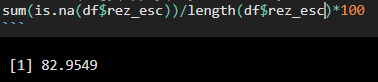 sum(is.na(df$rez_esc))/length(df$rez_esc)*100
```
[1] 82.9549